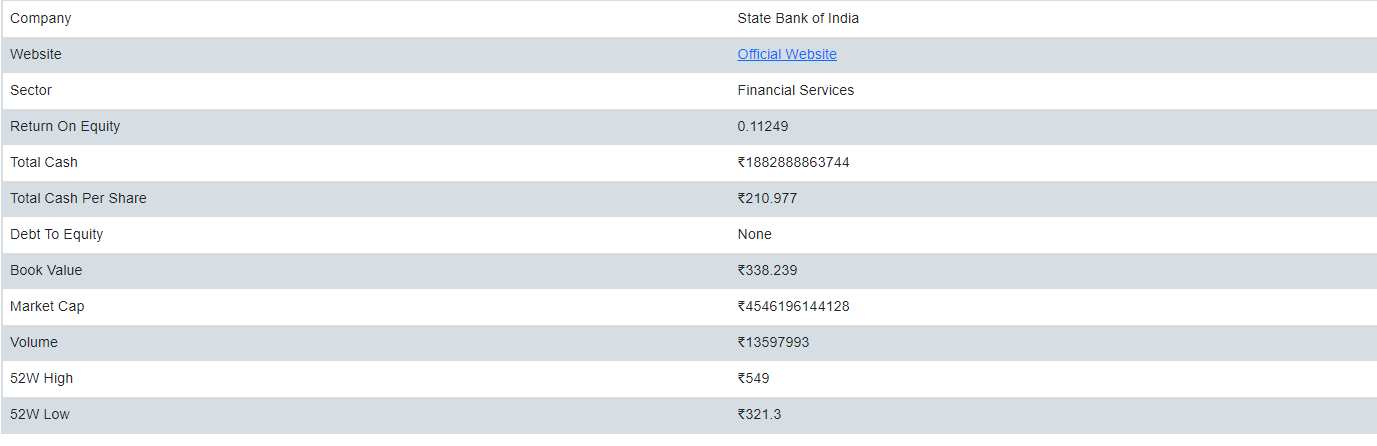 Company State Bank of India
Website Official Website
Sector Financial Services
Return On Equity 0.11249
Total Cash ₹1882888863744
Total Cash Per Share ₹210.977
Debt To Equity None
Book Value ₹338.239
Market Cap ₹4546196144128
Volume ₹13597993
52W High ₹549
52W Low ₹321.3